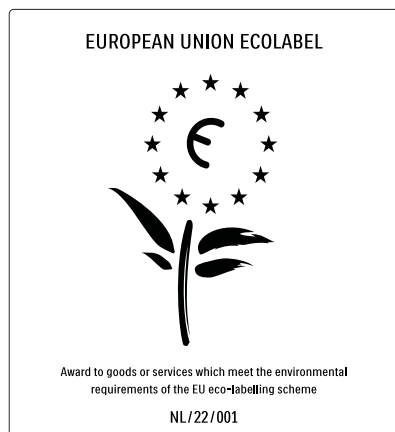 EUROPEAN UNION ECOLABEL
Award to goods or services which meet the environmental
requirements of the EU eco-labelling scheme
NL/22/001